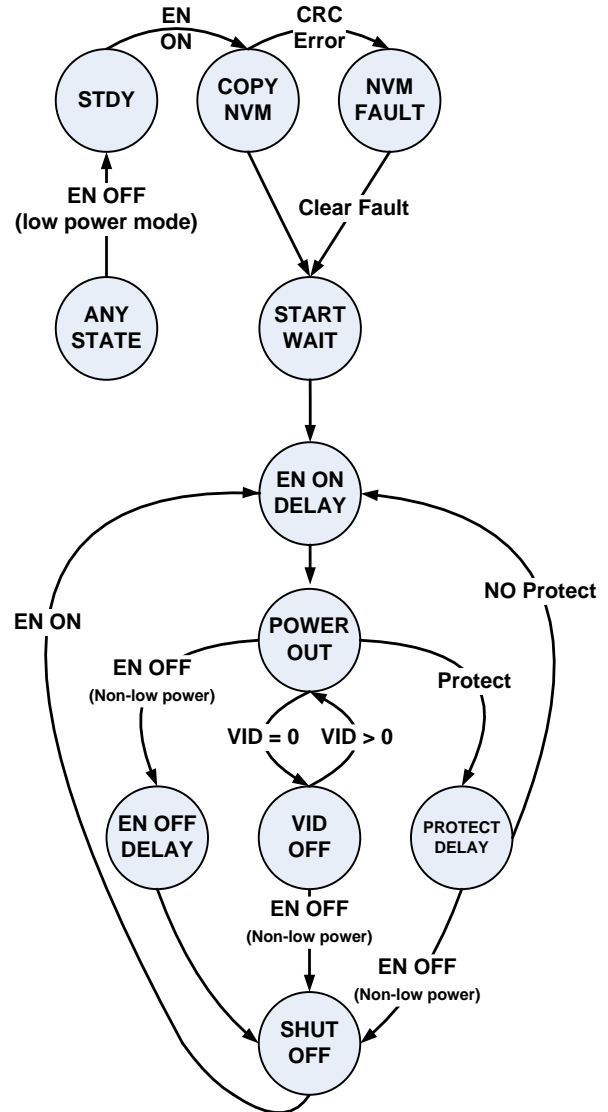 EN
ON
CRC
Error
STDY
COPY
NVM
NVM
FAULT
EN OFF
(low power mode)
Clear Fault
ANY
STATE
START
WAIT
EN ON
DELAY
NO Protect
EN ON
POWER
OUT
EN OFF
(Non-low power)
Protect
VID = 0
VID > 0
EN OFF
DELAY
VID
OFF
PROTECT
DELAY
EN OFF
(Non-low power)
EN OFF
(Non-low power)
SHUT
OFF